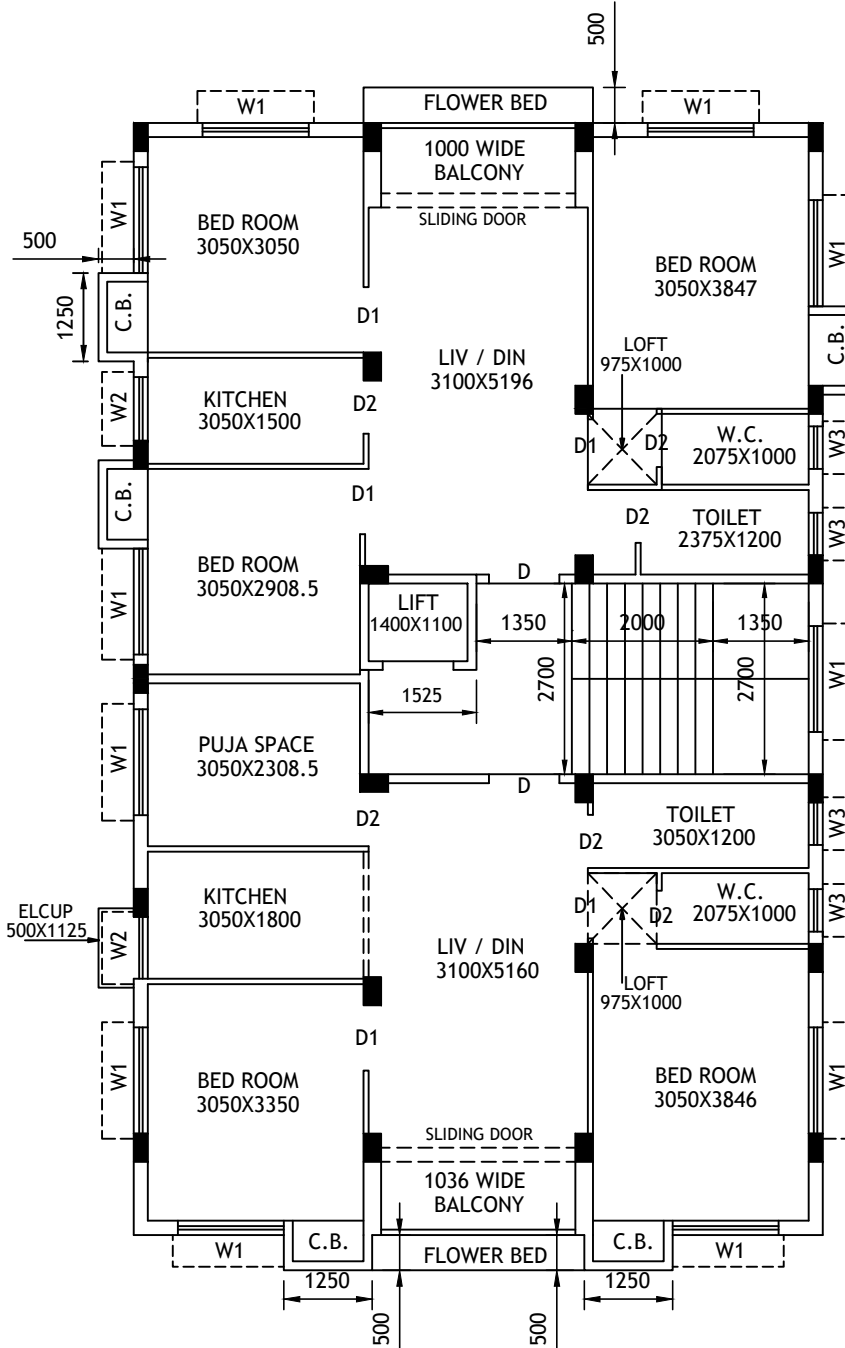 500
W1
FLOWER BED
W1
1000 WIDE
BALCONY
SLIDING DOOR
W1
BED ROOM
3050X3050
500
W1
BED ROOM
3050X3847
1250
C.B.
D1
LIV / DIN
3100X5196
LOFT
975X1000
C.B.
W2
KITCHEN
3050X1500
D2
D1
D2
W.C.
2075X1000
W3
C.B.
D1
D2
TOILET
2375X1200
W3
W1
BED ROOM
3050X2908.5
D
LIFT
1400X1100
1350
2000
1350
2700
2700
W1
1525
W1
PUJA SPACE
3050X2308.5
D
D2
D2
TOILET
3050X1200
W3
ELCUP
500X1125
W2
KITCHEN
3050X1800
D1
D2
W.C.
2075X1000
W3
LIV / DIN
3100X5160
LOFT
975X1000
W1
D1
BED ROOM
3050X3350
BED ROOM
3050X3846
W1
SLIDING DOOR
1036 WIDE
BALCONY
W1
C.B.
FLOWER BED
C.B.
W1
1250
1250
500
500